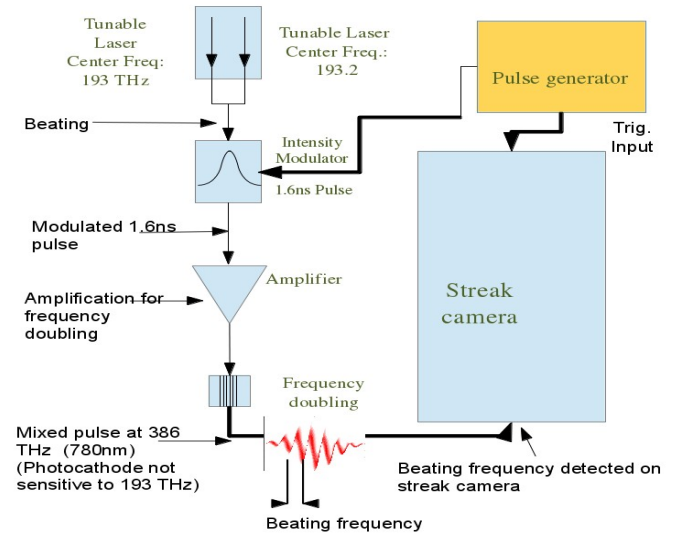 Tunable
Laser
Center Freq:
193 THz
Tunable
Laser
Center Freq.:
193.2
Pulse generator
Trig.
Input
Beating
Intensity
Modulator
1.6ns Pulse
Modulated 1.6ns
pulse
Amplifier
Amplification for
frequency
doubling
Streak
camera
Frequency
doubling
Mixed pulse at 386
THz (780nm)
(Photocathode not
sensitive to 193 THz)
Beating frequency detected on
streak camera
Beating frequency